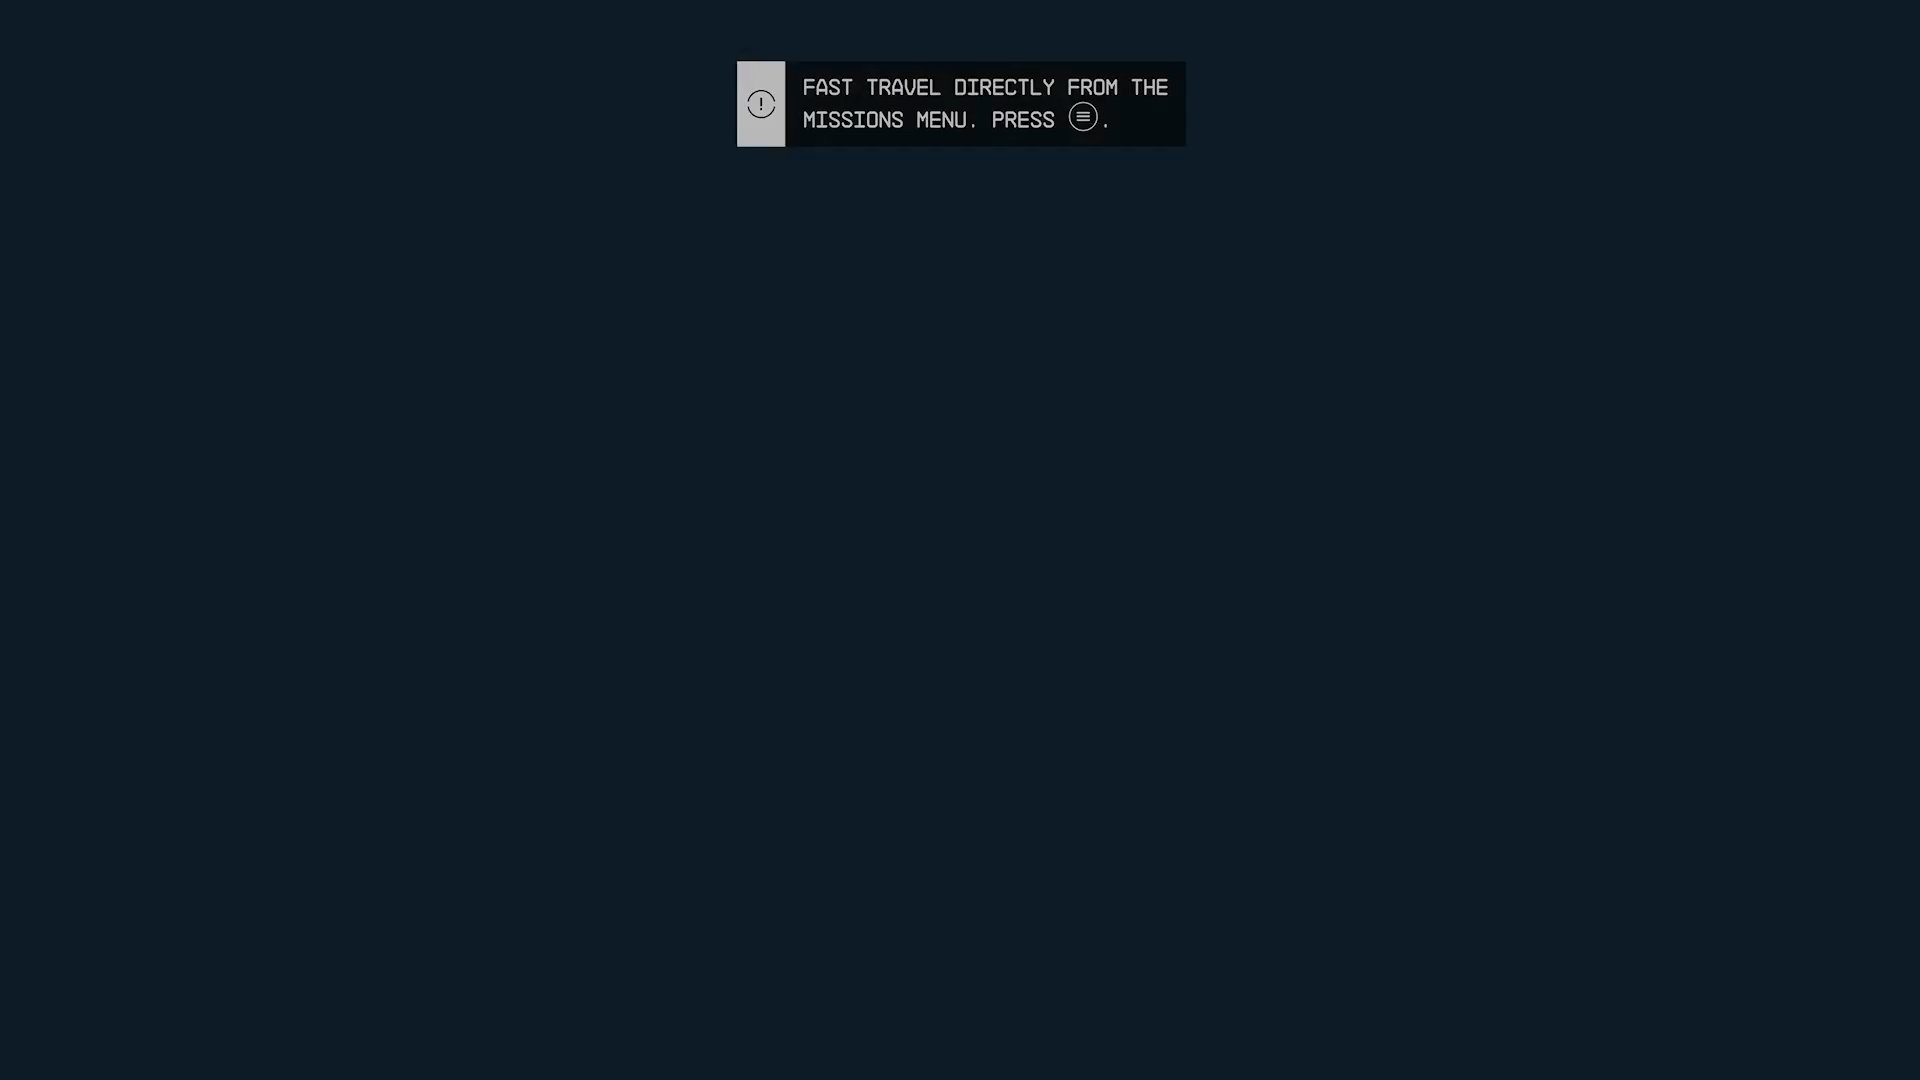 FAST TRAVEL DIRECTLY FROM THE
MISSIONS MENU. PRESS .